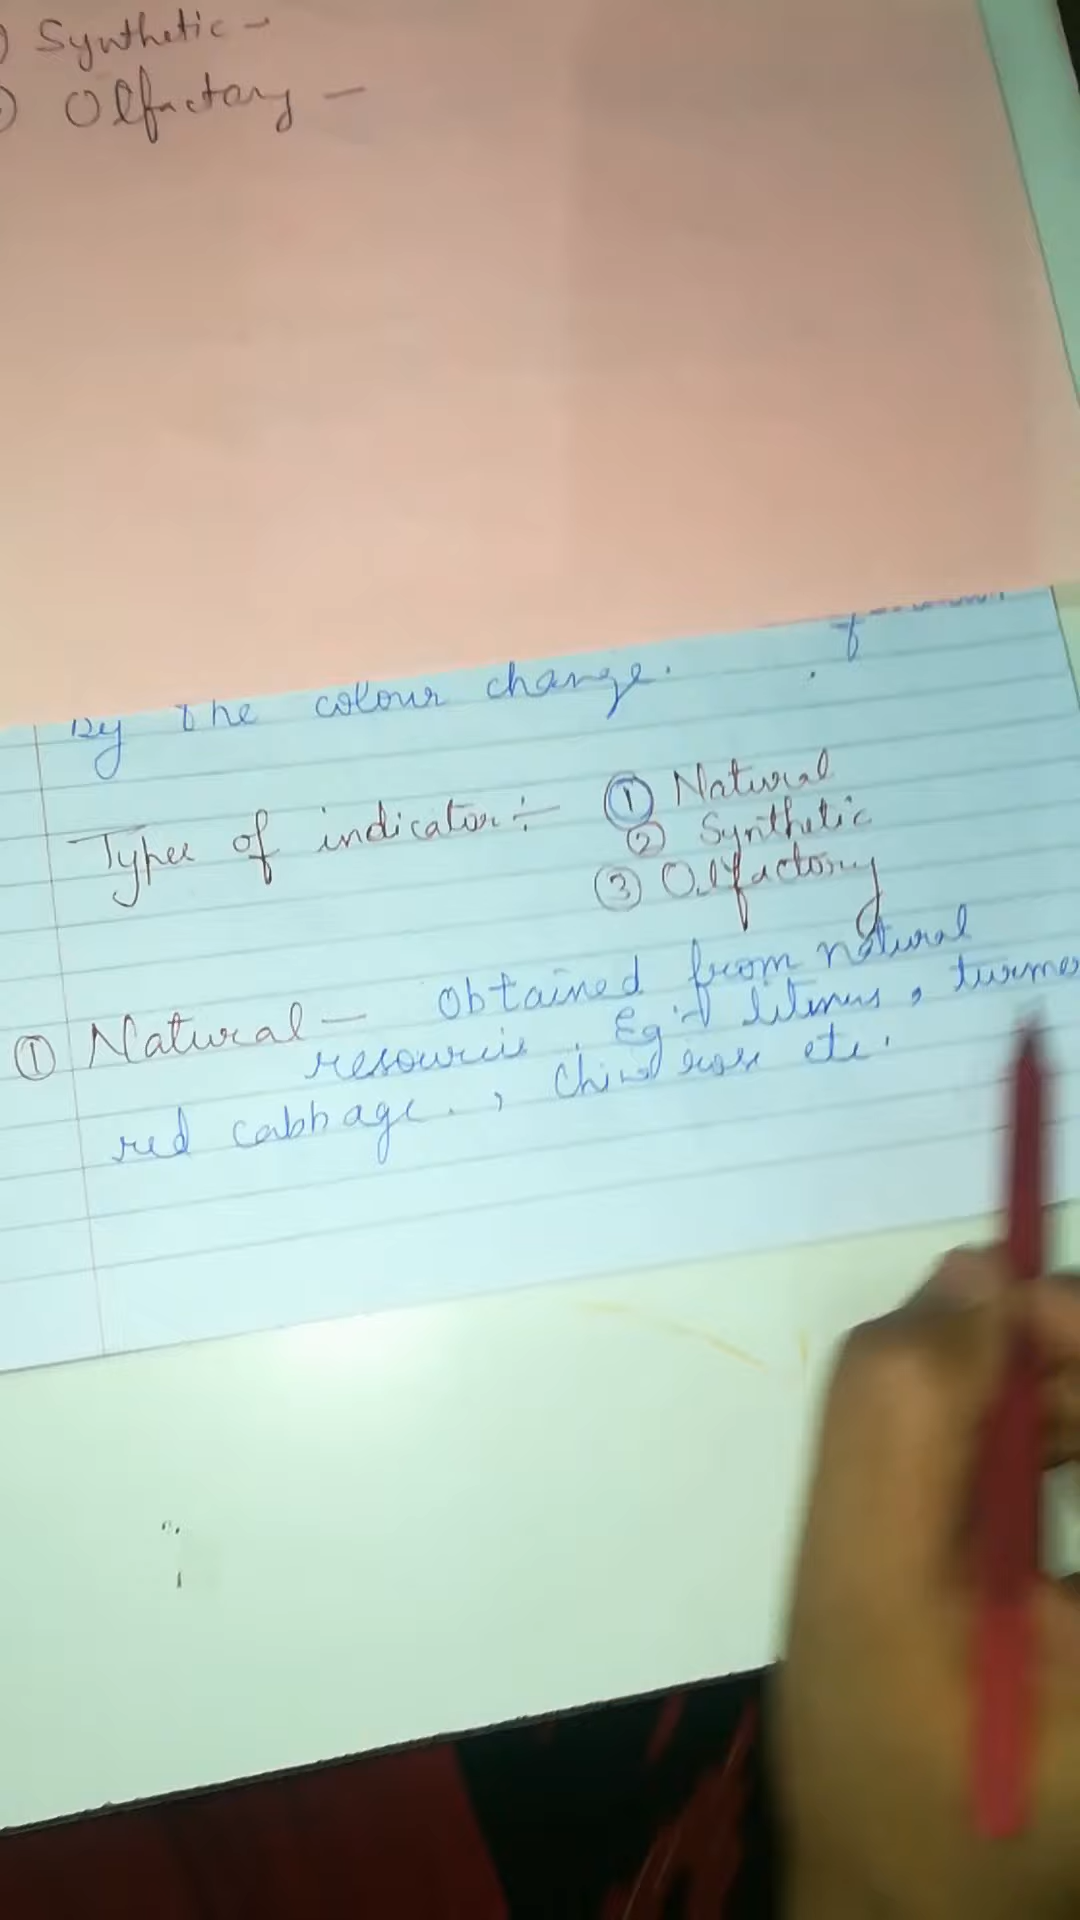 Synthetic -
Olfactory -
by the colour change.
Types of indicator :- ① Natural
② Synthetic
③ Olfactory
① Natural - Obtained from natural
resources. Eg :- litmus, turme
red cabbage., China rose etc.